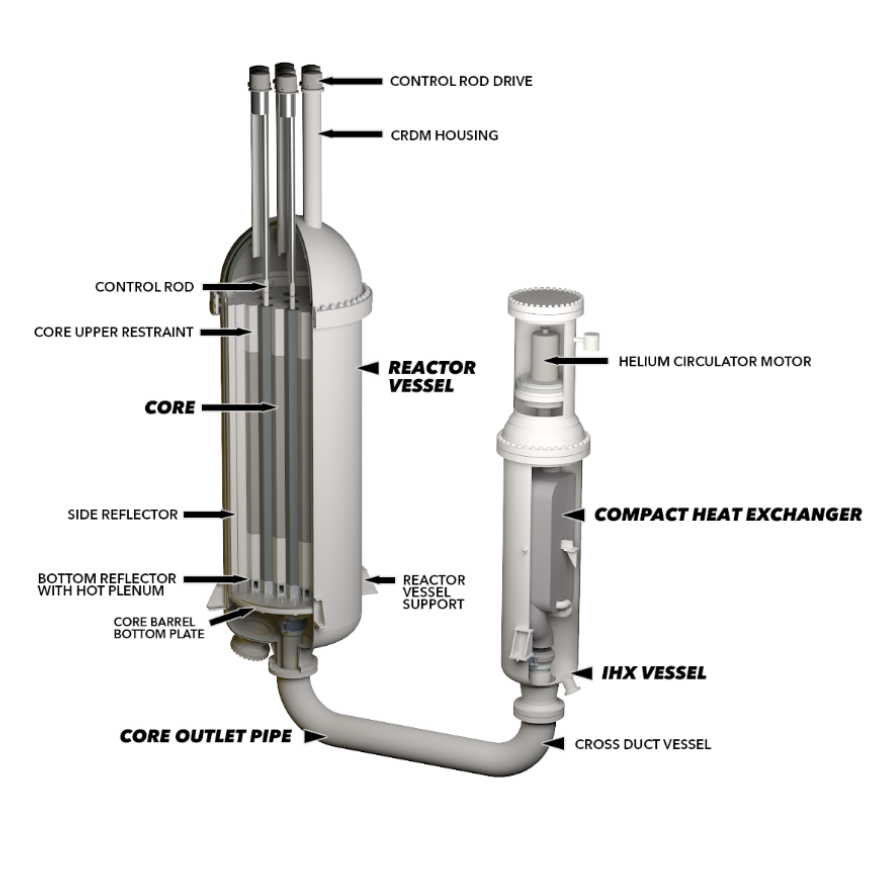 CONTROL ROD DRIVE
CRDM HOUSING
CONTROL ROD
CORE UPPER RESTRAINT
REACTOR
VESSEL
HELIUM CIRCULATOR MOTOR
CORE
SIDE REFLECTOR
COMPACT HEAT EXCHANGER
BOTTOM REFLECTOR
WITH HOT PLENUM
REACTOR
VESSEL
SUPPORT
CORE BARREL
BOTTOM PLATE
IHX VESSEL
CORE OUTLET PIPE
CROSS DUCT VESSEL